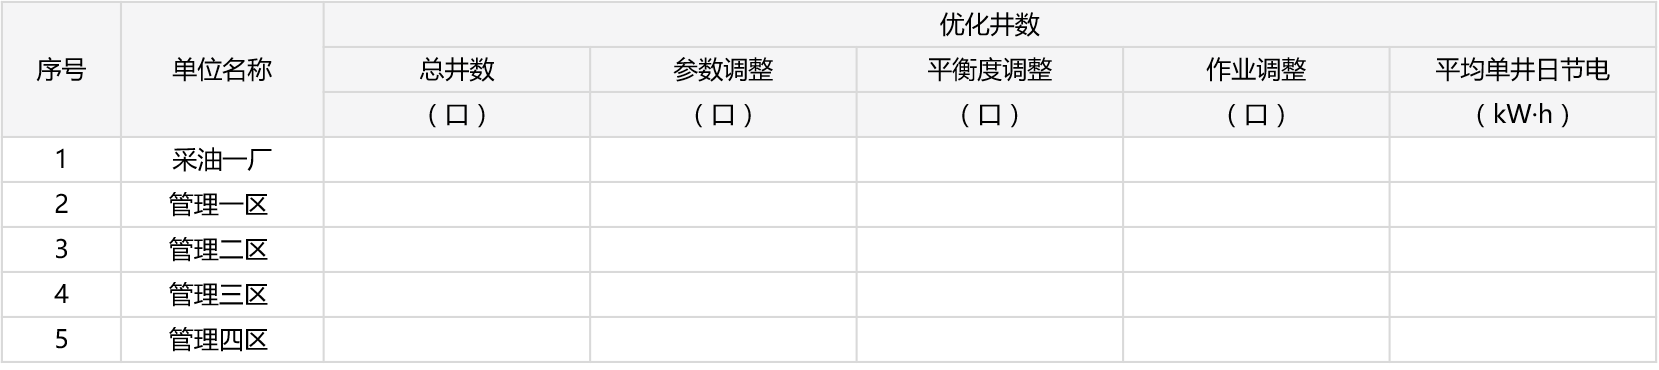 优化井数
序号 单位名称 总井数 参数调整 平衡度调整 作业调整 平均单井日节电
（口） （口） （口） （口） （kW·h）
1 采油一厂
2 管理一区
3 管理二区
4 管理三区
5 管理四区